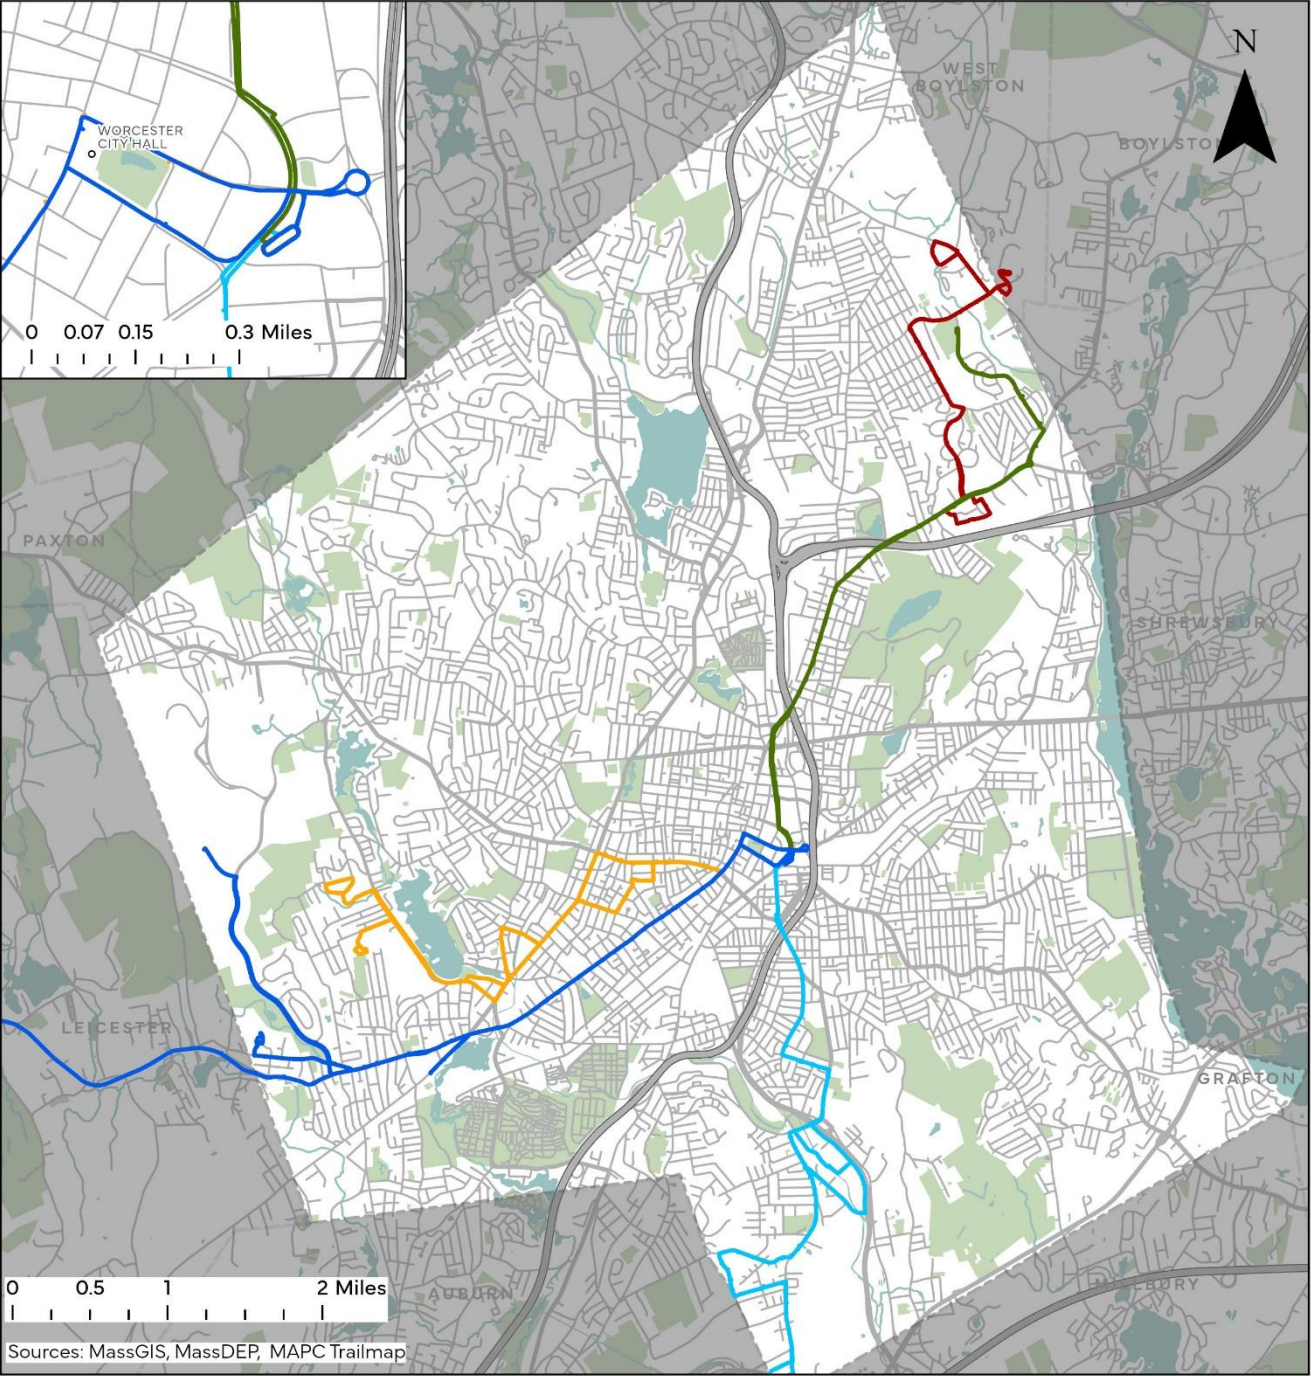 WORCESTER
CITY HALL
0 0.07 0.15 0.3 Miles
N
WEST
BOYLSTON
BOYLSTON
PAXTON
SHREWSBURY
LEICESTER
GRAFTON
AUBURN
MILLBURY
0 0.5 1 2 Miles
Sources: MassGIS, MassDEP, MAPC Trailmap